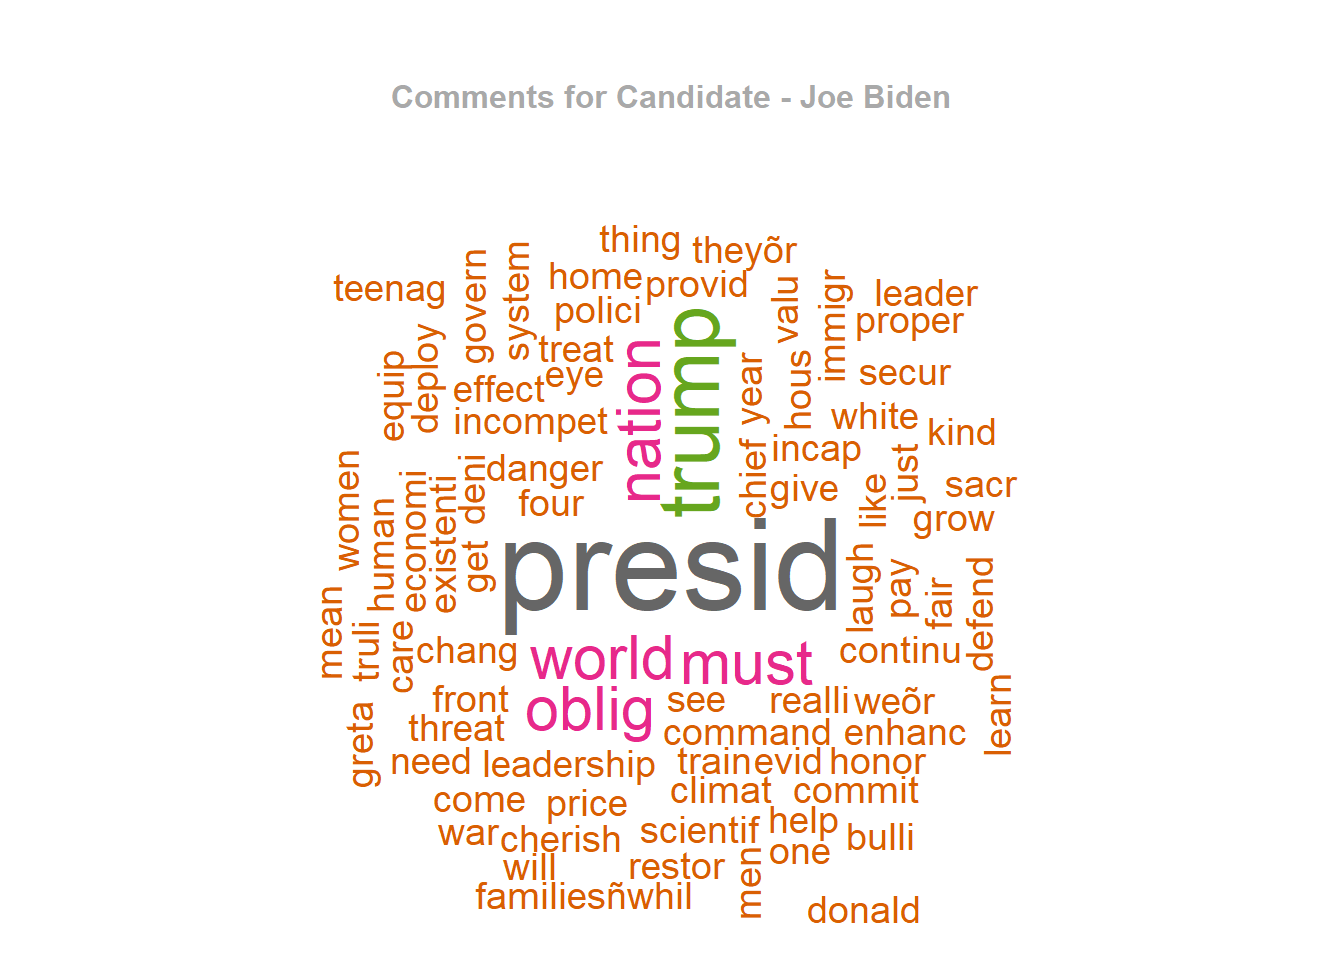 Comments for Candidate - Joe Biden
thing
theyõr
teenag
govern
system
home
provid
polici
valu
immigr
leader
proper
equip
deploy
treat
eye
effect
incompet
nation
trump
year
hous
secur
white
kind
incap
chief
give
just
like
sacr
grow
women
danger
four
deni
economi
existenti
human
get
presid
laugh
pay
fair
defend
mean
truli
care
chang
world
must
continu
greta
front
threat
oblig
see
realli
weõr
command
enhanc
learn
need
leadership
train
evid
honor
come
price
climat
commit
war
cherish
scientif
help
one
bulli
will
restor
men
familiesñwhil
donald